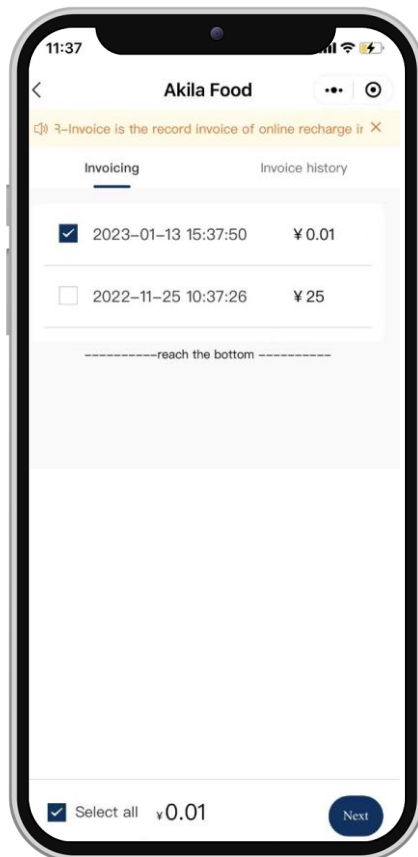 11:37
Akila Food
-Invoice is the record invoice of online recharge
Invoicing Invoice history
2023-01-13 15:37:50 ¥ 0.01
2022-11-25 10:37:26 ¥ 25
----------reach the bottom ----------
Select all ¥0.01 Next